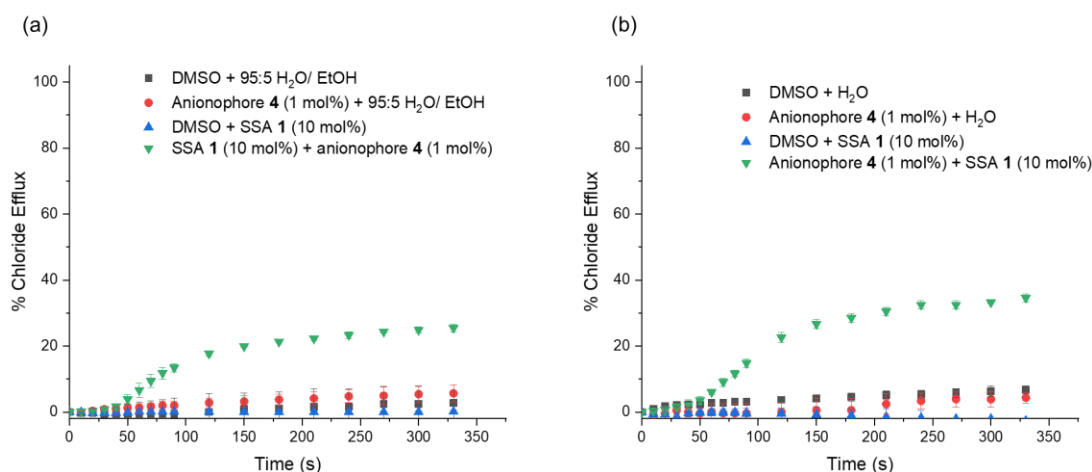 (a)
% Chloride Efflux
100
80
60
40
20
0
DMSO + 95:5 H₂O/ EtOH
Anionophore 4 (1 mol%) + 95:5 H₂O/ EtOH
DMSO + SSA 1 (10 mol%)
SSA 1 (10 mol%) + anionophore 4 (1 mol%)
0 50 100 150 200 250 300 350
Time (s)
(b)
% Chloride Efflux
100
80
60
40
20
0
DMSO + H₂O
Anionophore 4 (1 mol%) + H₂O
DMSO + SSA 1 (10 mol%)
Anionophore 4 (1 mol%) + SSA 1 (10 mol%)
0 50 100 150 200 250 300 350
Time (s)